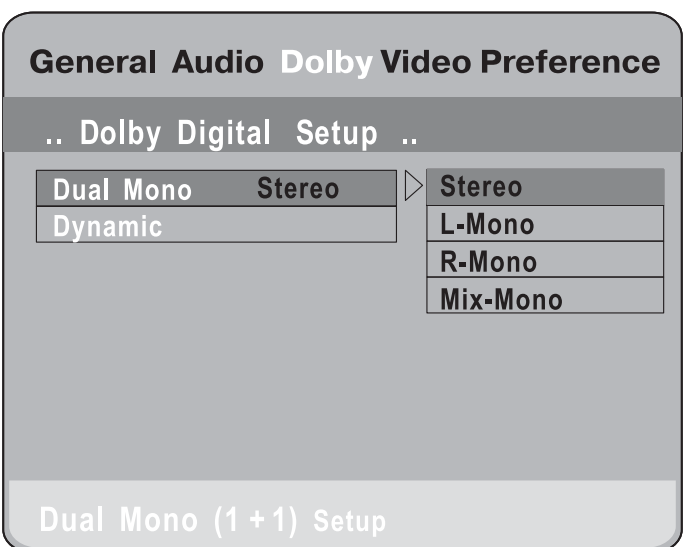 General Audio Dolby Video Preference
.. Dolby Digital Setup ..
Dual Mono Stereo
Dynamic
Stereo
L-Mono
R-Mono
Mix-Mono
Dual Mono (1+1) Setup